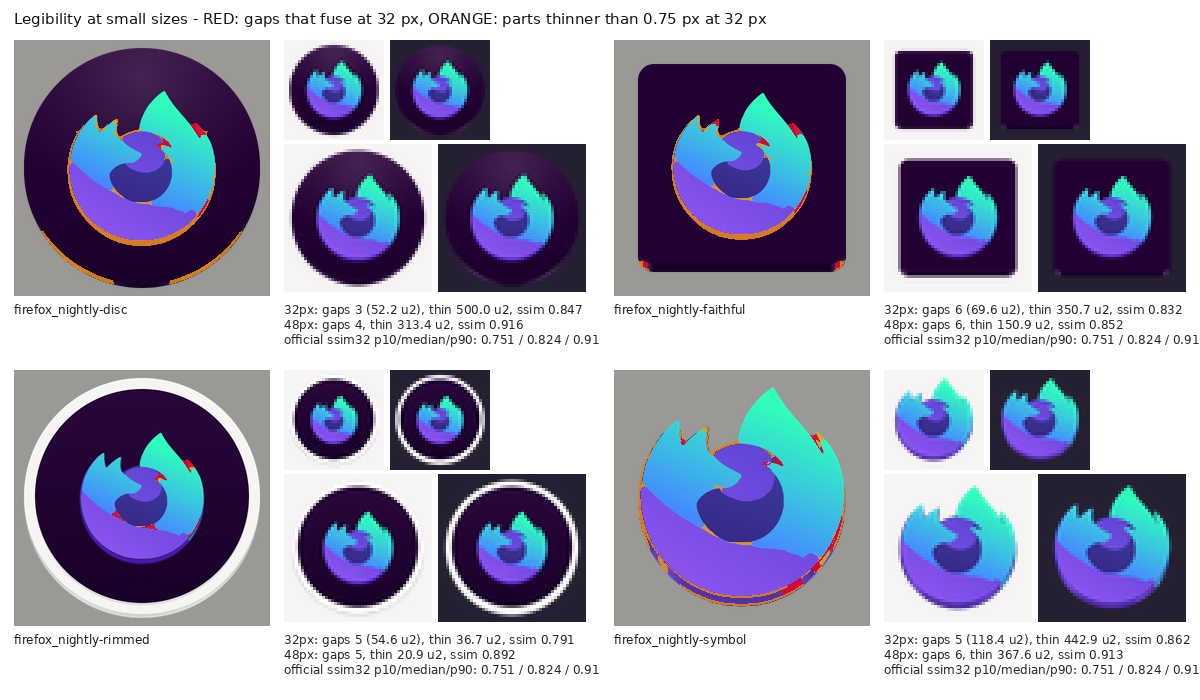 Legibility at small sizes - RED: gaps that fuse at 32 px, ORANGE: parts thinner than 0.75 px at 32 px
firefox_nightly-disc
32px: gaps 3 (52.2 u2), thin 500.0 u2, ssim 0.847
48px: gaps 4, thin 313.4 u2, ssim 0.916
official ssim32 p10/median/p90: 0.751 / 0.824 / 0.91
firefox_nightly-faithful
32px: gaps 6 (69.6 u2), thin 350.7 u2, ssim 0.832
48px: gaps 6, thin 150.9 u2, ssim 0.852
official ssim32 p10/median/p90: 0.751 / 0.824 / 0.91
firefox_nightly-rimmed
32px: gaps 5 (54.6 u2), thin 36.7 u2, ssim 0.791
48px: gaps 5, thin 20.9 u2, ssim 0.892
official ssim32 p10/median/p90: 0.751 / 0.824 / 0.91
firefox_nightly-symbol
32px: gaps 5 (118.4 u2), thin 442.9 u2, ssim 0.862
48px: gaps 6, thin 367.6 u2, ssim 0.913
official ssim32 p10/median/p90: 0.751 / 0.824 / 0.91